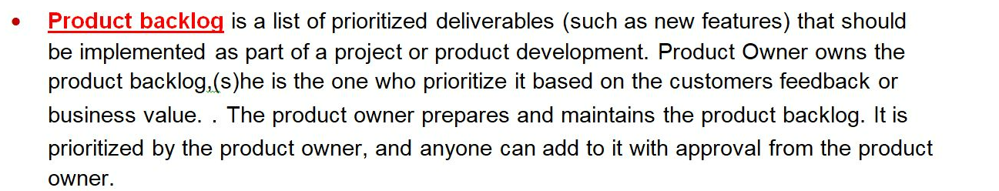 • Product backlog is a list of prioritized deliverables (such as new features) that should
be implemented as part of a project or product development. Product Owner owns the
product backlog,(s)he is the one who prioritize it based on the customers feedback or
business value. . The product owner prepares and maintains the product backlog. It is
prioritized by the product owner, and anyone can add to it with approval from the product
owner.